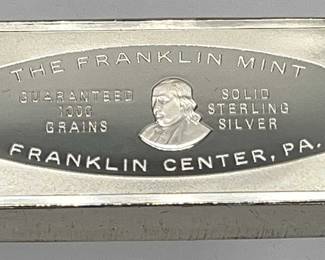 THE FRANKLIN MINT
GUARANTEED
1000
GRAINS
SOLID
STERLING
SILVER
FRANKLIN CENTER, PA.